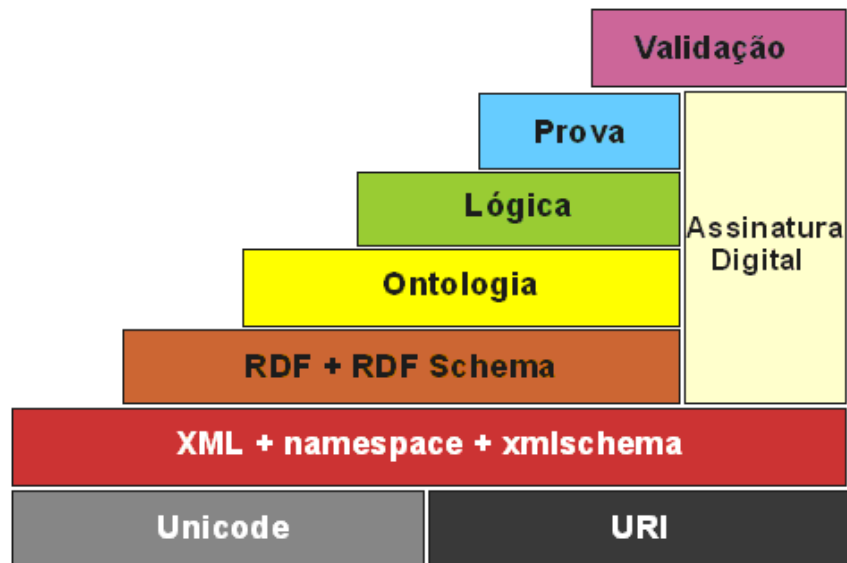 Validação
Prova
Lógica
Assinatura
Digital
Ontologia
RDF + RDF Schema
XML + namespace + xmlschema
Unicode
URI